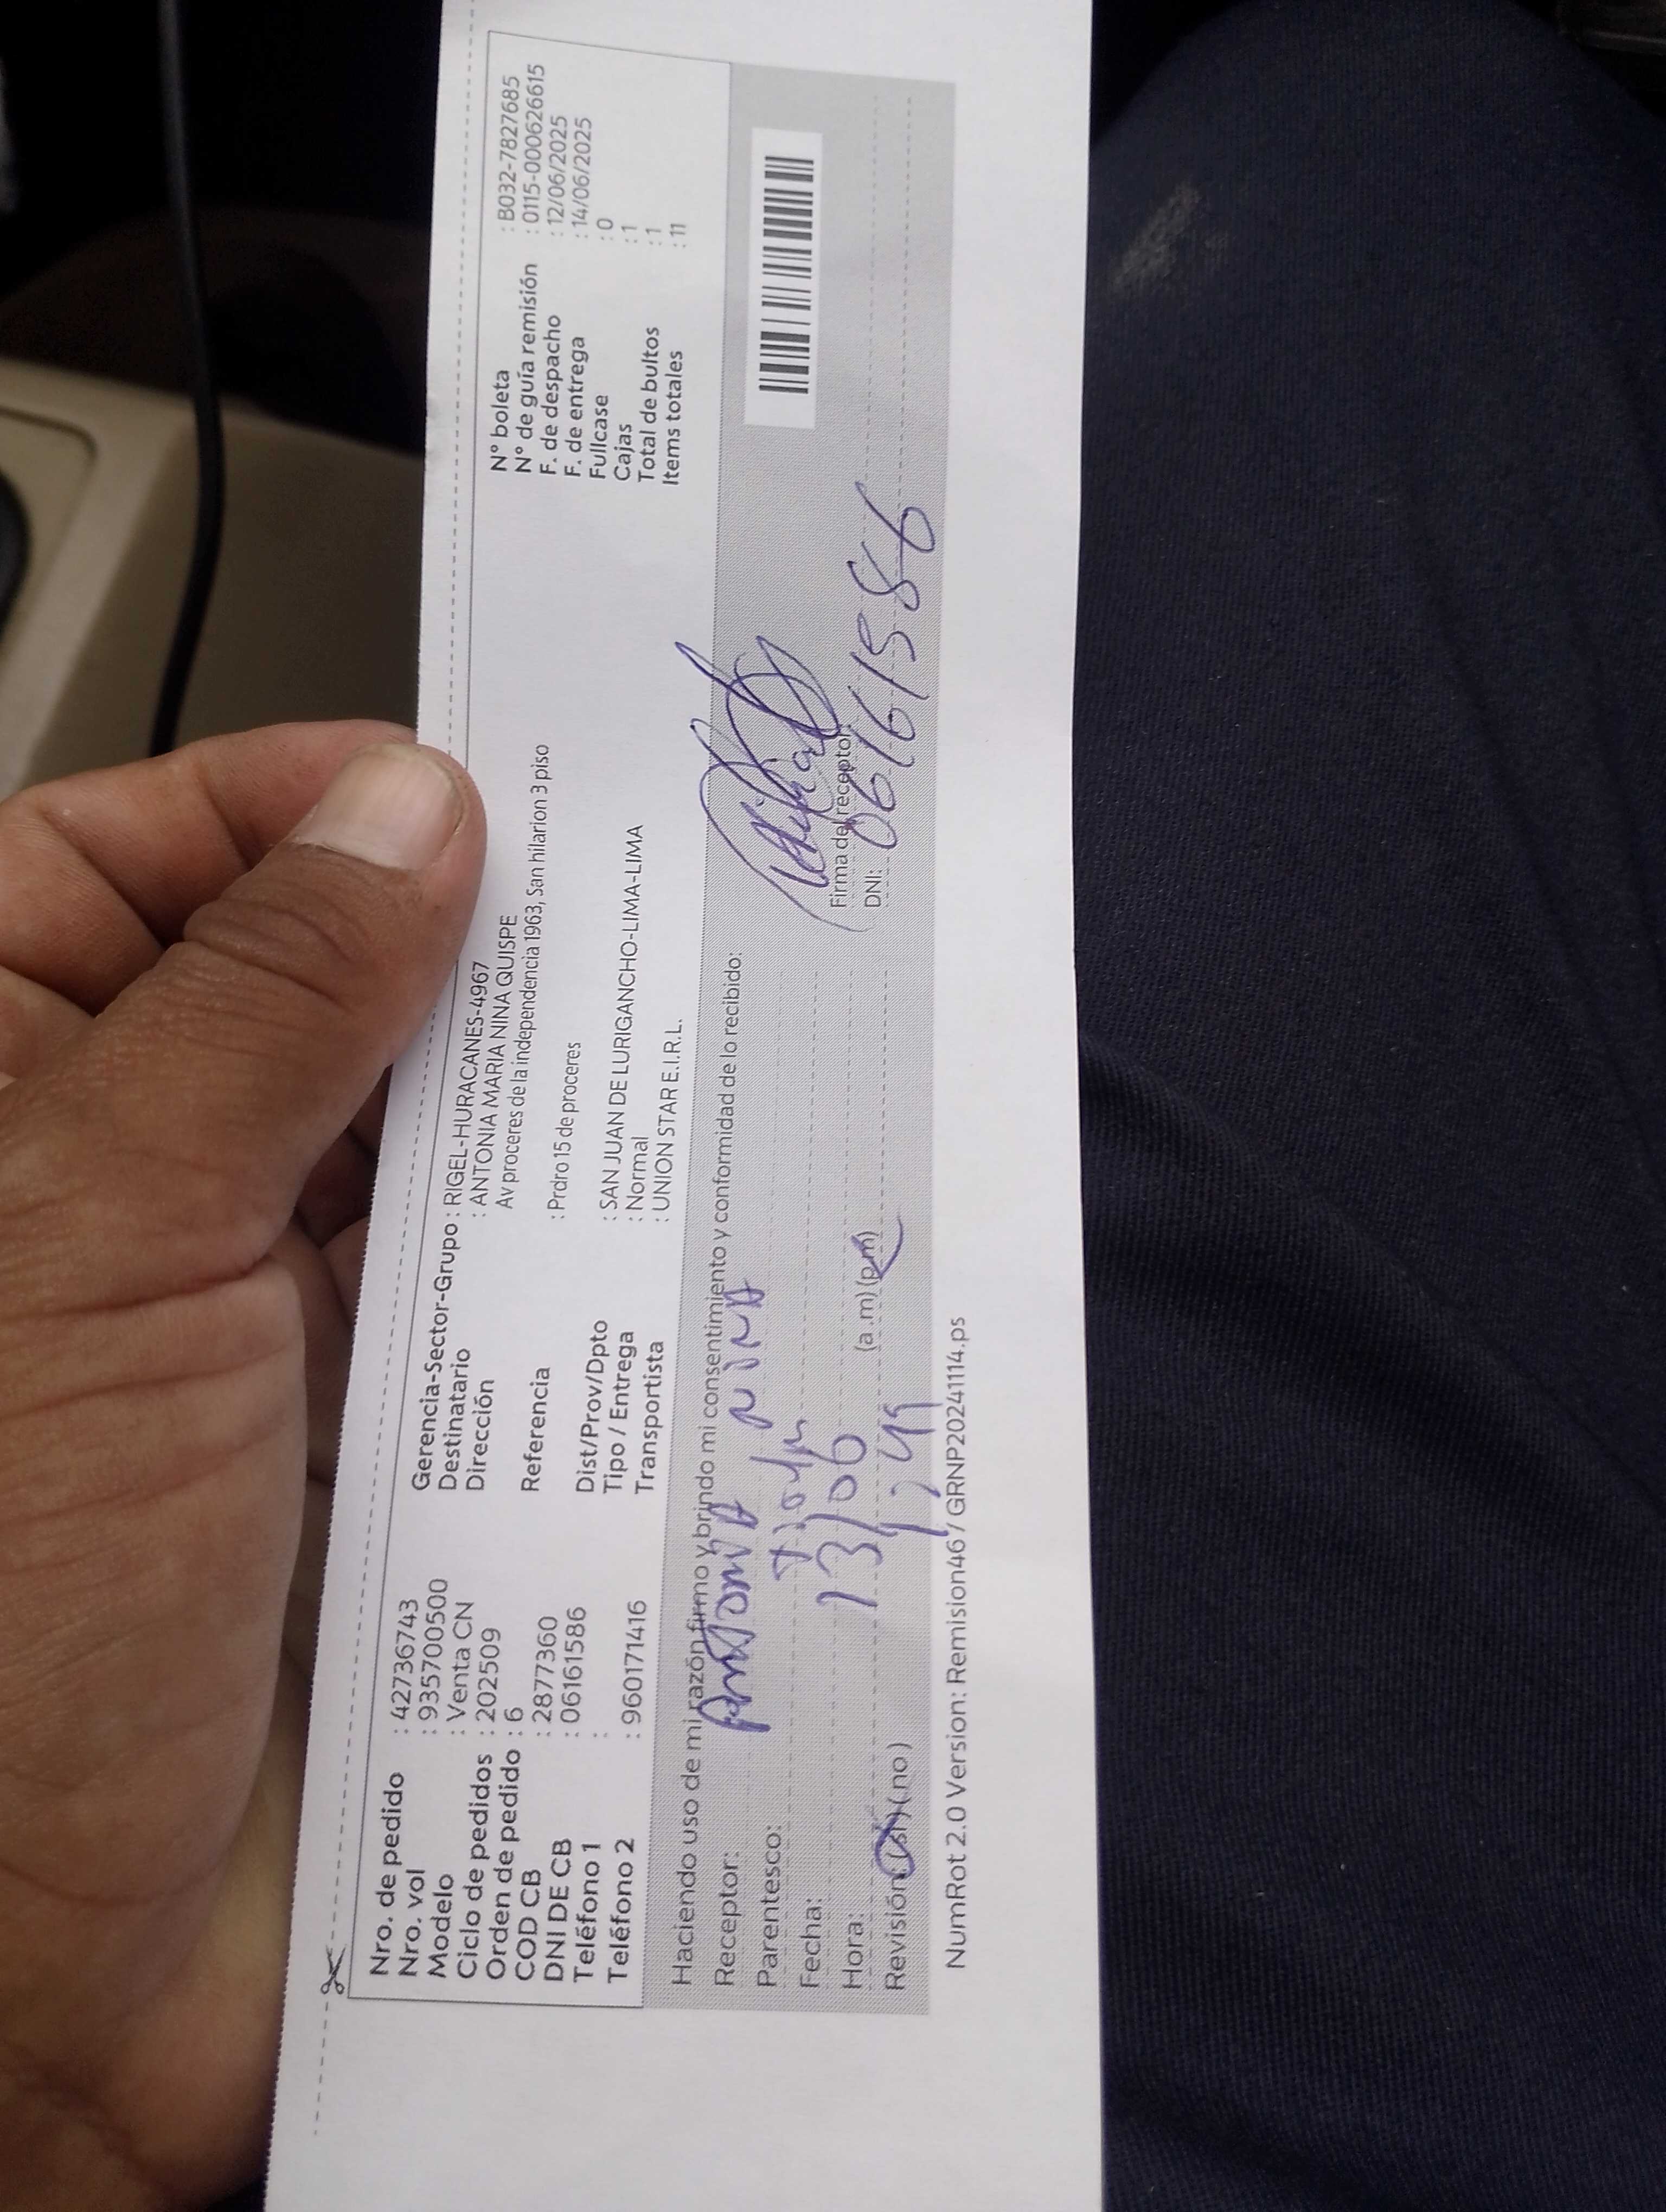 Nro. de pedido : 42736743
Nro. vol : 9357000500
Modelo : Venta CN
Ciclo de pedidos : 202509
Orden de pedido : 6
COD CB : 2877360
DNI DE CB : 06161586
Teléfono 1 :
Teléfono 2 : 960171416
Gerencia-Sector-Grupo : RIGEL-HURACANES-4967
Destinatario : ANTONIA MARIA NINA QUISPE
Dirección Av proceres de la independencia 1963, San hilarion 3 piso
Referencia : Prdro 15 de proceres
Dist/Prov/Dpto : SAN JUAN DE LURIGANCHO-LIMA-LIMA
Tipo / Entrega : Normal
Transportista : UNION STAR E.I.R.L.
N° boleta : B032-7827685
N° de guía remisión : 0115-000626615
F. de despacho : 12/06/2025
F. de entrega : 14/06/2025
Fullcase : 0
Cajas : 1
Total de bultos : 1
Items totales : 11
Haciendo uso de mi razón firmo y brindo mi consentimiento y conformidad de lo recibido:
Receptor: ANTONIA NINA
Parentesco:
Fecha: 13/06
Hora: (a.m) (p.m)
Revisión (si) (no)
Firma del receptor:
DNI: 06161586
NumRot 2.0 Version: Remision46 / GRNP20241114.ps